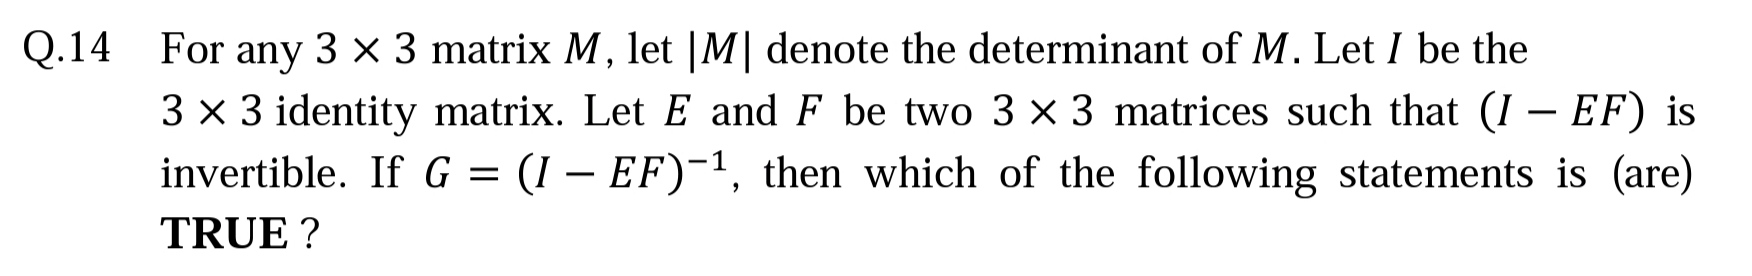 Q.14 For any 3 × 3 matrix M, let |M| denote the determinant of M. Let I be the
3 × 3 identity matrix. Let E and F be two 3 × 3 matrices such that (I − EF) is
invertible. If G = (I − EF)⁻¹, then which of the following statements is (are)
TRUE ?